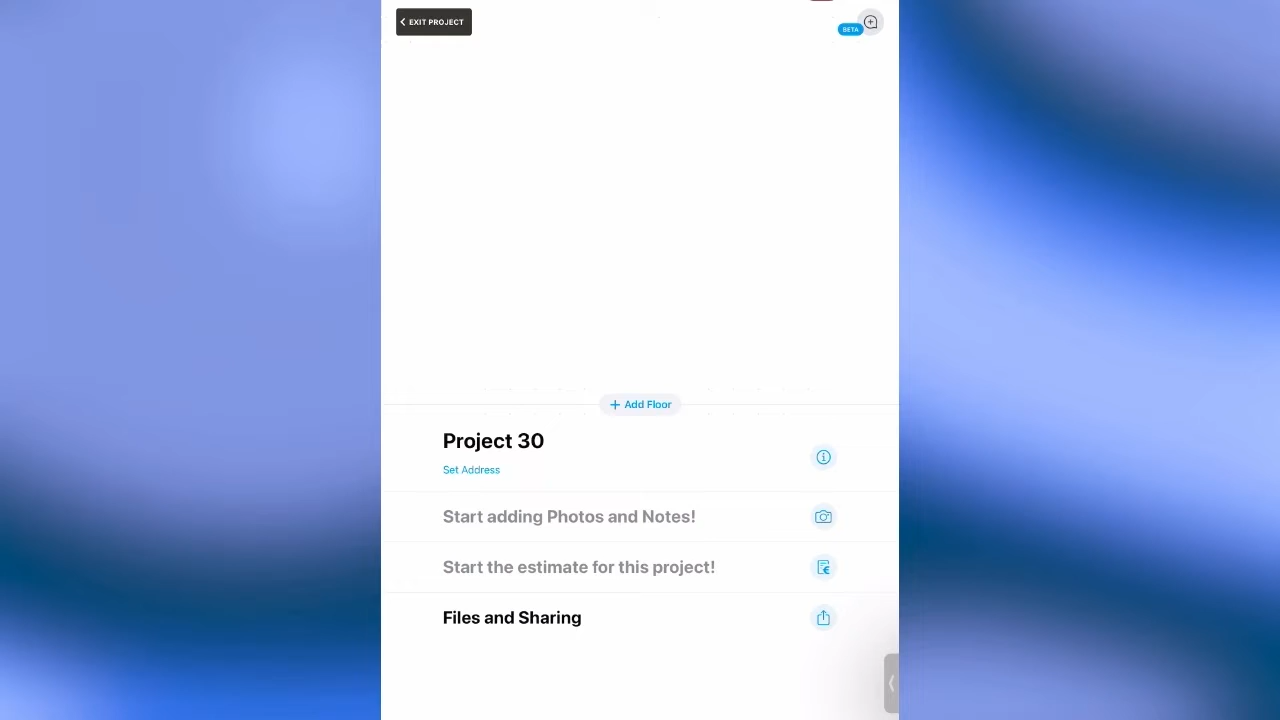 EXIT PROJECT
BETA
Add Floor
Project 30
Set Address
Start adding Photos and Notes!
Start the estimate for this project!
Files and Sharing